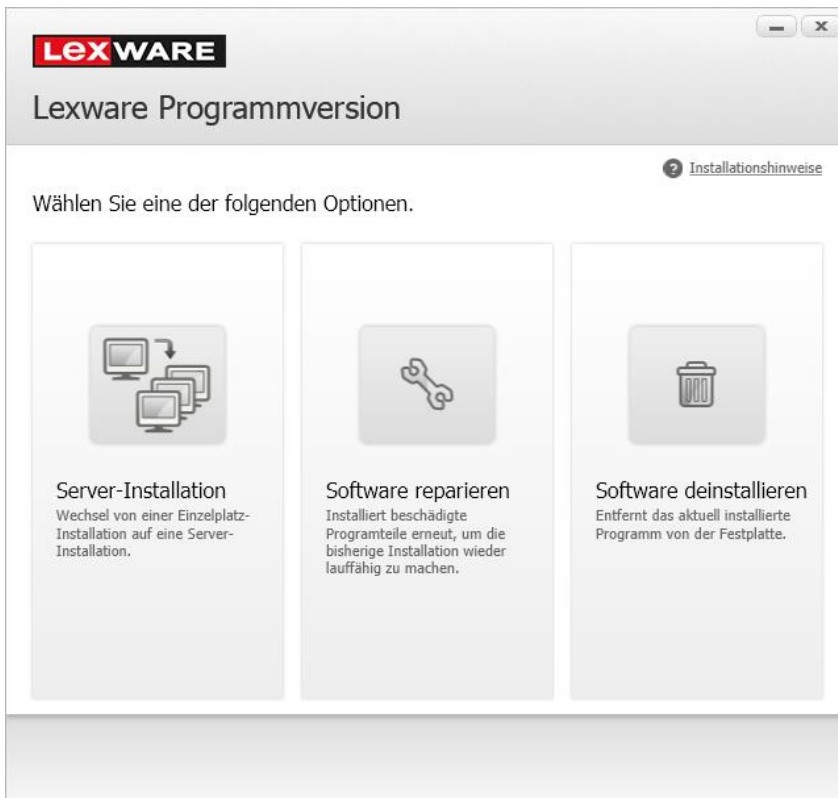 LEXWARE
Lexware Programmversion
Installationshinweise
Wählen Sie eine der folgenden Optionen.
Server-Installation
Wechsel von einer Einzelplatz-
Installation auf eine Server-
Installation.
Software reparieren
Installiert beschädigte
Programteile erneut, um die
bisherige Installation wieder
lauffähig zu machen.
Software deinstallieren
Entfernt das aktuell installierte
Programm von der Festplatte.